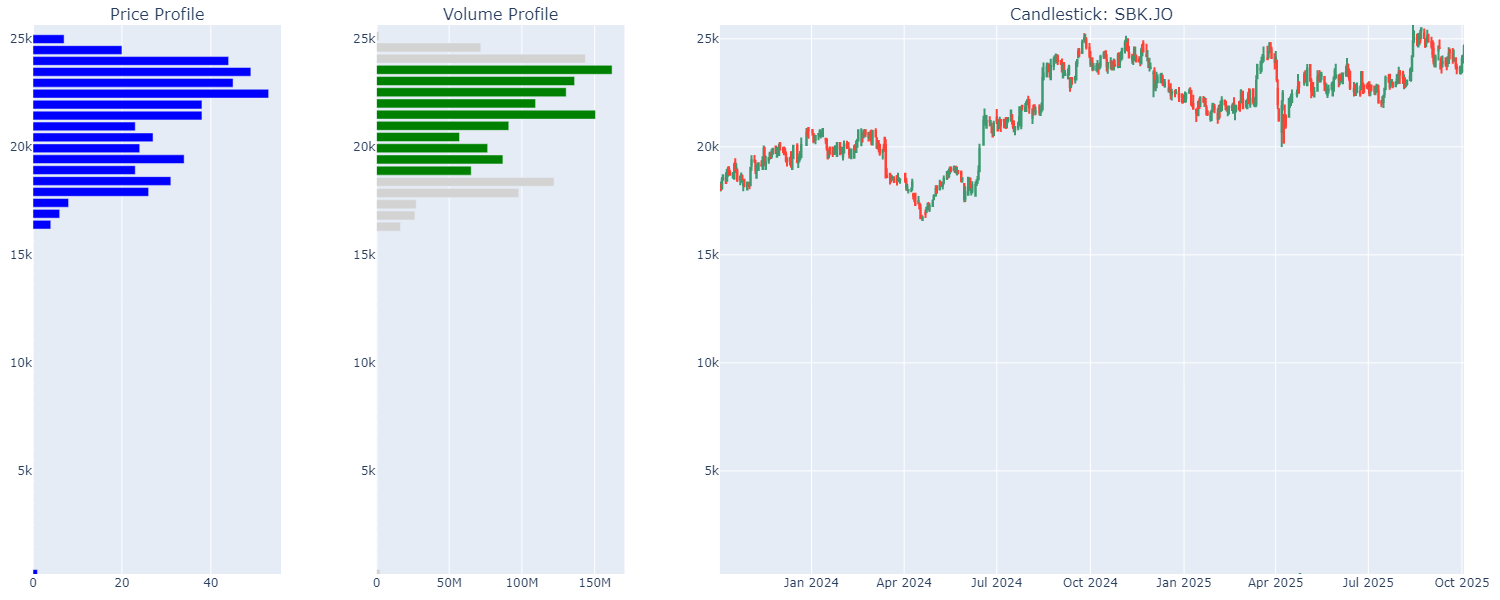 Price Profile
Volume Profile
Candlestick: SBK.JO
25k
20k
15k
10k
5k
0
20
40
25k
20k
15k
10k
5k
0
50M
100M
150M
25k
20k
15k
10k
5k
Jan 2024
Apr 2024
Jul 2024
Oct 2024
Jan 2025
Apr 2025
Jul 2025
Oct 2025